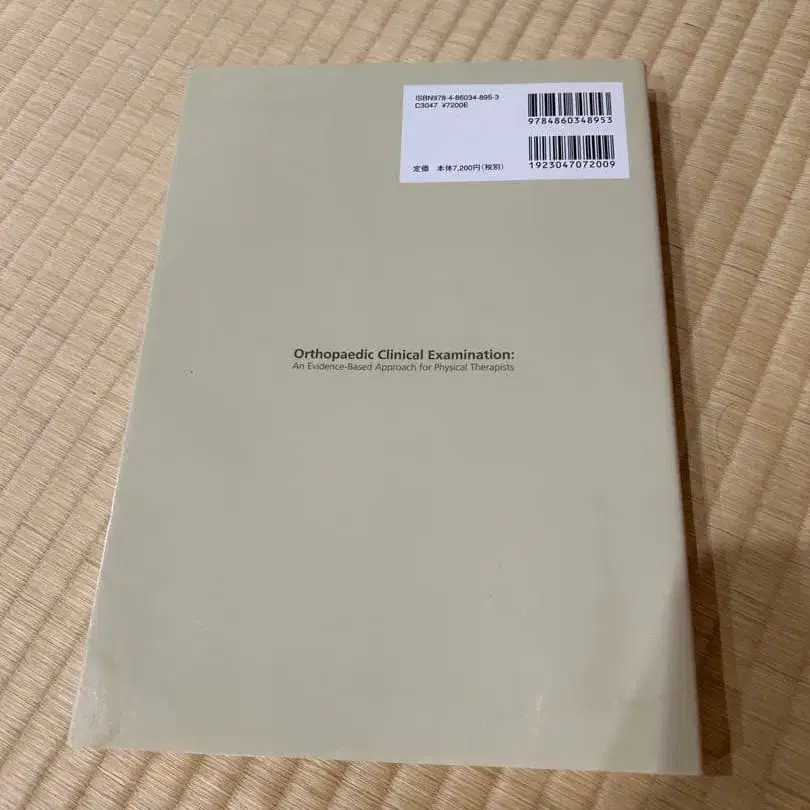 ISBN978-4-86034-895-3
C3047 ¥7200E
9784860348953
定価 本体7,200円(税別)
1923047072009
Orthopaedic Clinical Examination:
An Evidence-Based Approach for Physical Therapists